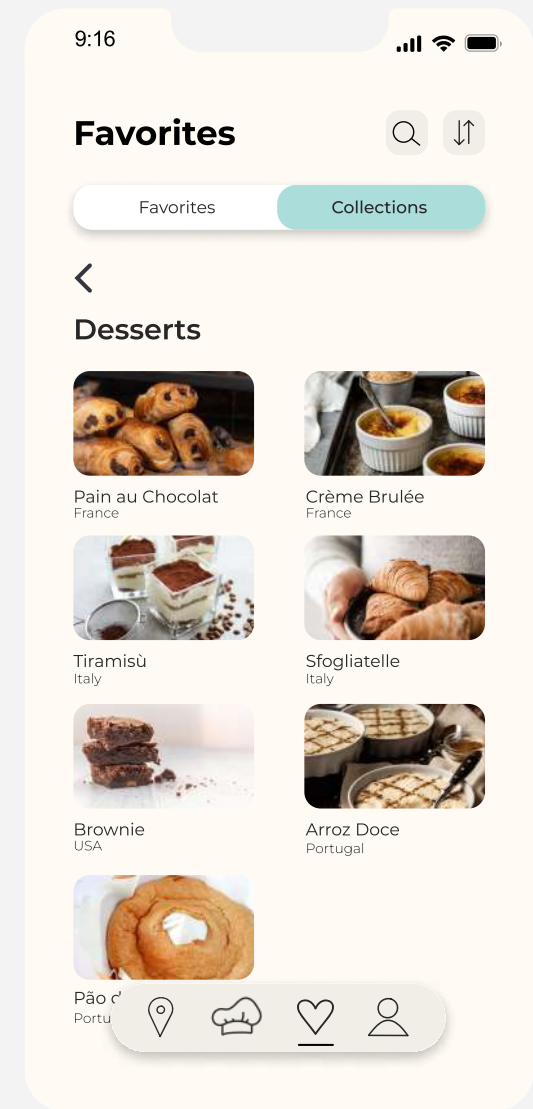 9:16
Favorites
Favorites
Collections
Desserts
Pain au Chocolat
France
Crème Brulée
France
Tiramisù
Italy
Sfogliatelle
Italy
Brownie
USA
Arroz Doce
Portugal
Pão